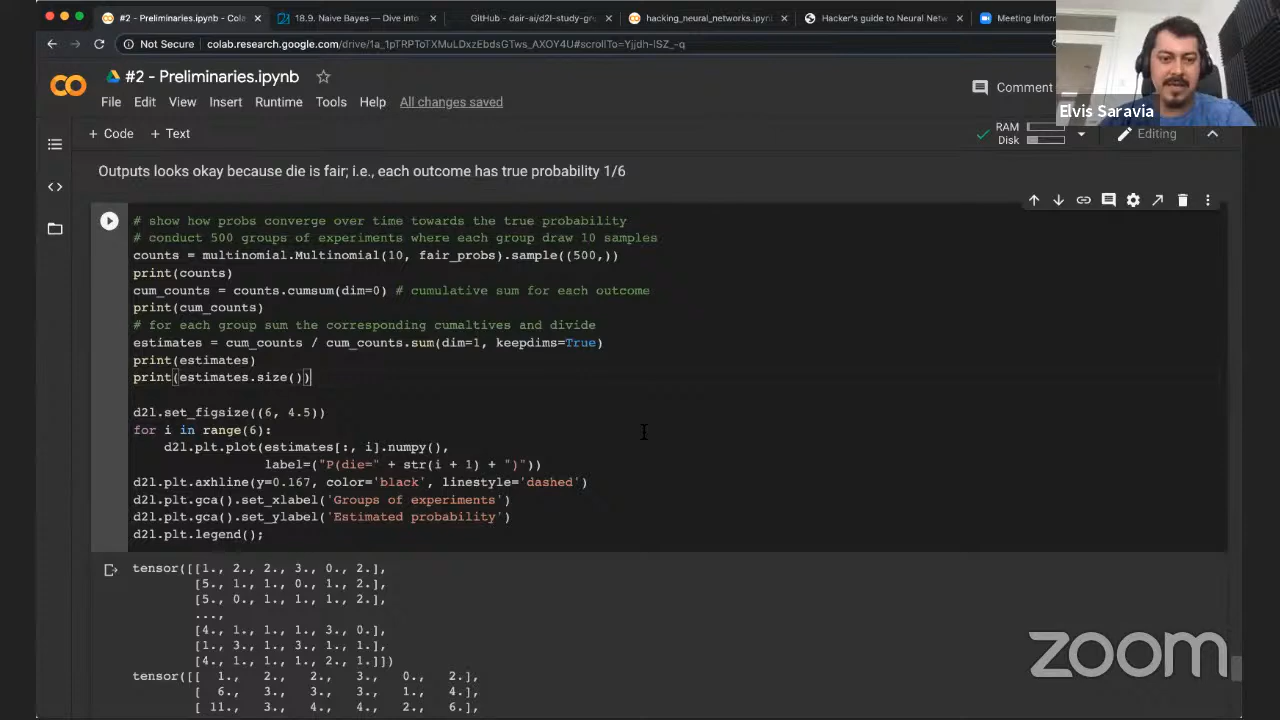 #2 - Preliminaries.ipynb - Cola
18.9. Naive Bayes — Dive into
GitHub - dair-ai/d2l-study-gro
hacking_neural_networks.ipynb
Hacker's guide to Neural Netw
Meeting Inform
Not Secure colab.research.google.com/drive/1a_1pTRPToTXMuLDxzEbdsGTws_AXOY4U#scrollTo=Yjjdh-ISZ_-q
#2 - Preliminaries.ipynb
File Edit View Insert Runtime Tools Help All changes saved
Comment
Elvis Saravia
+ Code + Text
RAM
Disk
Editing
Outputs looks okay because die is fair; i.e., each outcome has true probability 1/6
# show how probs converge over time towards the true probability
# conduct 500 groups of experiments where each group draw 10 samples
counts = multinomial.Multinomial(10, fair_probs).sample((500,))
print(counts)
cum_counts = counts.cumsum(dim=0) # cumulative sum for each outcome
print(cum_counts)
# for each group sum the corresponding cumaltives and divide
estimates = cum_counts / cum_counts.sum(dim=1, keepdims=True)
print(estimates)
print(estimates.size())
d2l.set_figsize((6, 4.5))
for i in range(6):
d2l.plt.plot(estimates[:, i].numpy(),
label=("P(die=" + str(i + 1) + ")"))
d2l.plt.axhline(y=0.167, color='black', linestyle='dashed')
d2l.plt.gca().set_xlabel('Groups of experiments')
d2l.plt.gca().set_ylabel('Estimated probability')
d2l.plt.legend();
tensor([[1., 2., 2., 3., 0., 2.],
[5., 1., 1., 0., 1., 2.],
[5., 0., 1., 1., 1., 2.],
...,
[4., 1., 1., 1., 3., 0.],
[1., 3., 1., 3., 1., 1.],
[4., 1., 1., 1., 2., 1.]])
tensor([[ 1., 2., 2., 3., 0., 2.],
[ 6., 3., 3., 3., 1., 4.],
[ 11., 3., 4., 4., 2., 6.],
zoom